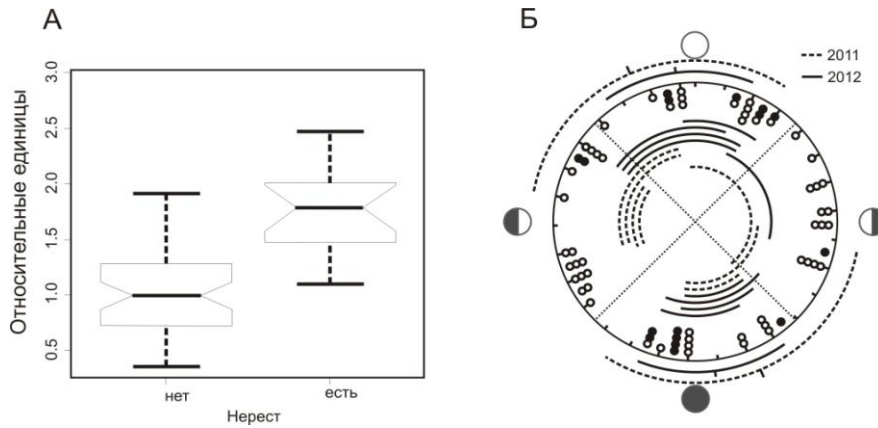 А
Б
2011
2012
Относительные единицы
3.0
2.5
2.0
1.5
1.0
0.5
нет
есть
Нерест